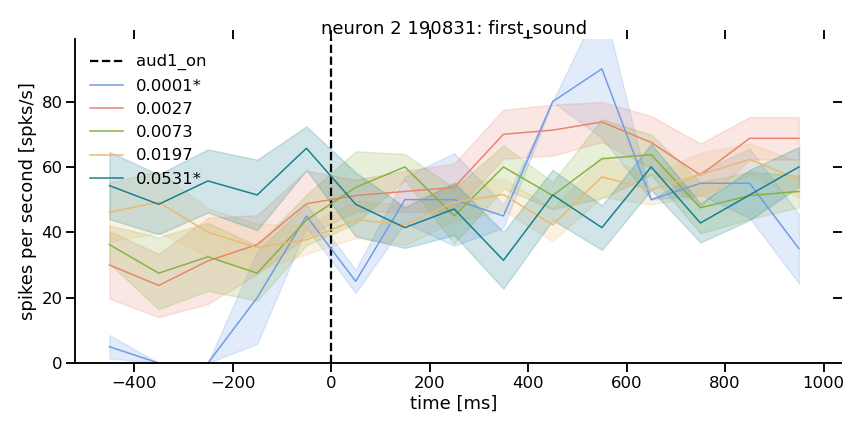 neuron 2 190831: first_sound
aud1_on
0.0001*
0.0027
0.0073
0.0197
0.0531*
spikes per second [spks/s]
80
60
40
20
0
−400 −200 0 200 400 600 800 1000
time [ms]